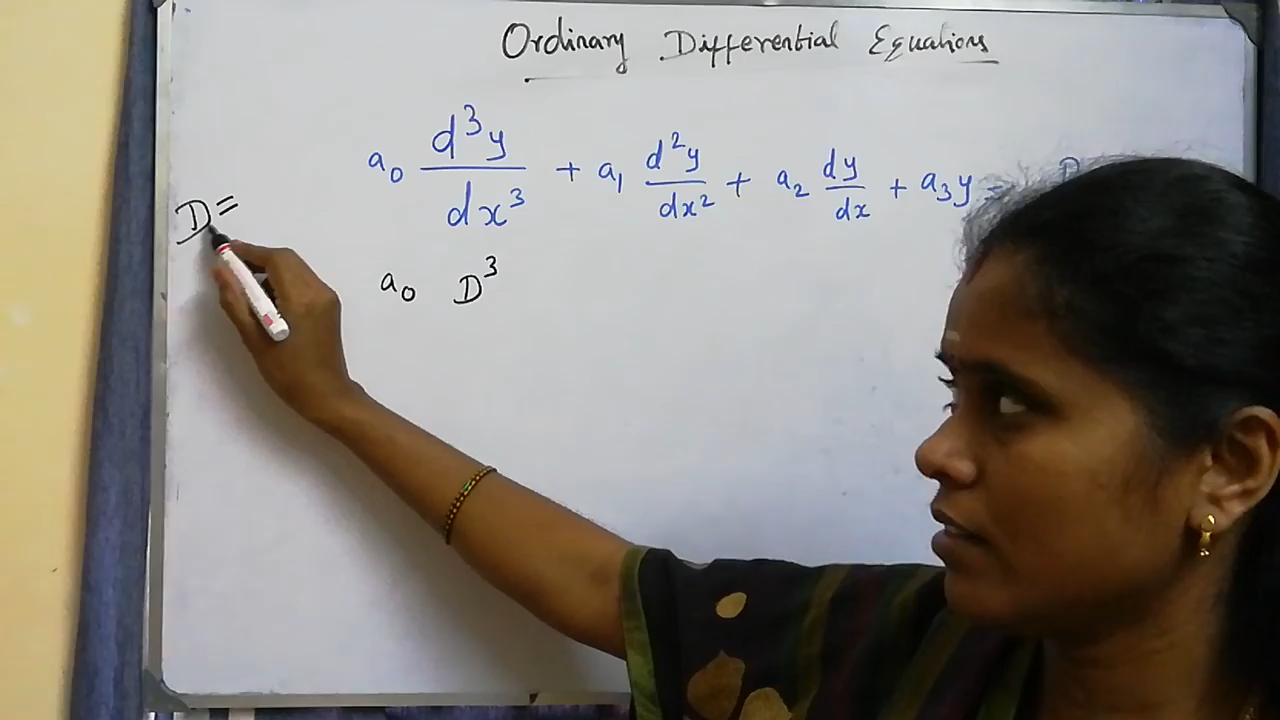 Ordinary Differential Equations
a₀ d³y/dx³ + a₁ d²y/dx² + a₂ dy/dx + a₃y =
D =
a₀ D³